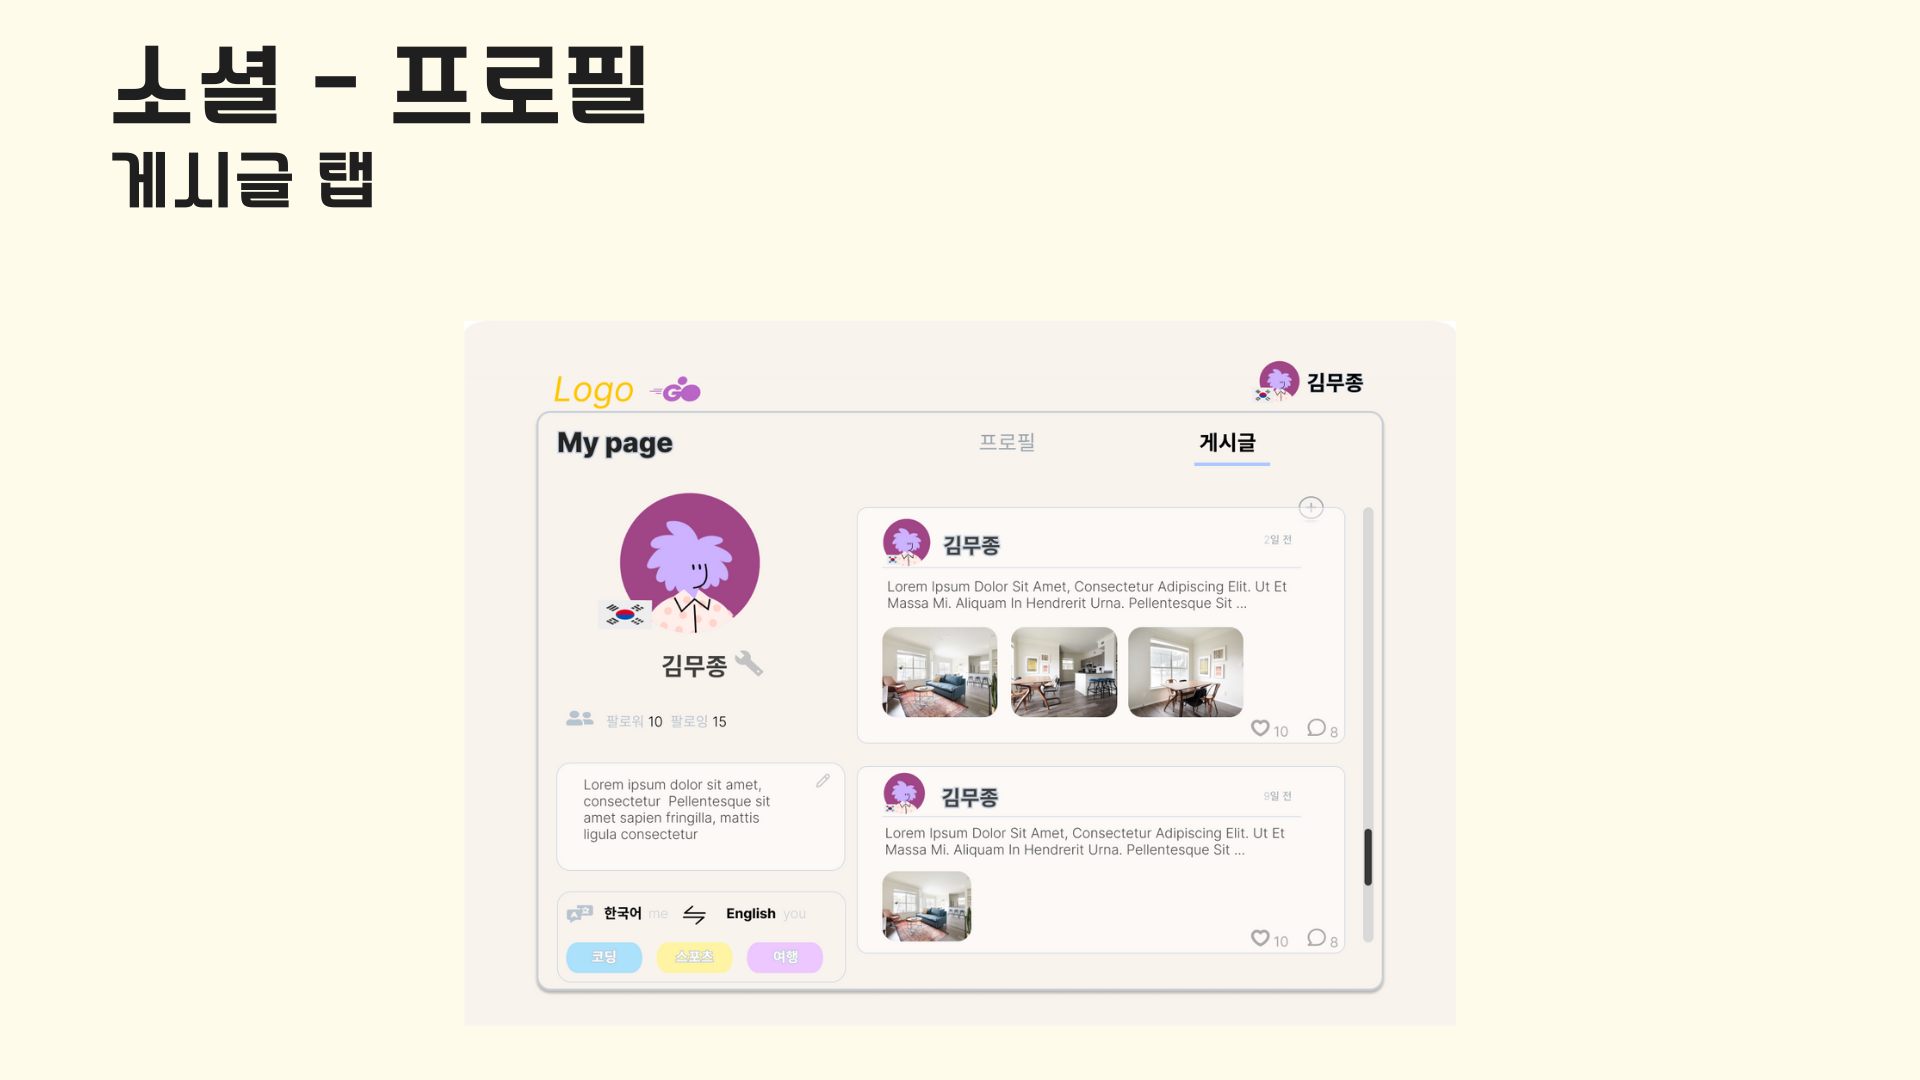 소셜 - 프로필
게시글 탭
Logo
김무종
My page
프로필
게시글
김무종
팔로워 10 팔로잉 15
Lorem ipsum dolor sit amet,
consectetur Pellentesque sit
amet sapien fringilla, mattis
ligula consectetur
한국어 me
English you
코딩
스포츠
여행
김무종
2일 전
Lorem Ipsum Dolor Sit Amet, Consectetur Adipiscing Elit. Ut Et
Massa Mi. Aliquam In Hendrerit Urna. Pellentesque Sit ...
10
8
김무종
9일 전
Lorem Ipsum Dolor Sit Amet, Consectetur Adipiscing Elit. Ut Et
Massa Mi. Aliquam In Hendrerit Urna. Pellentesque Sit ...
10
8